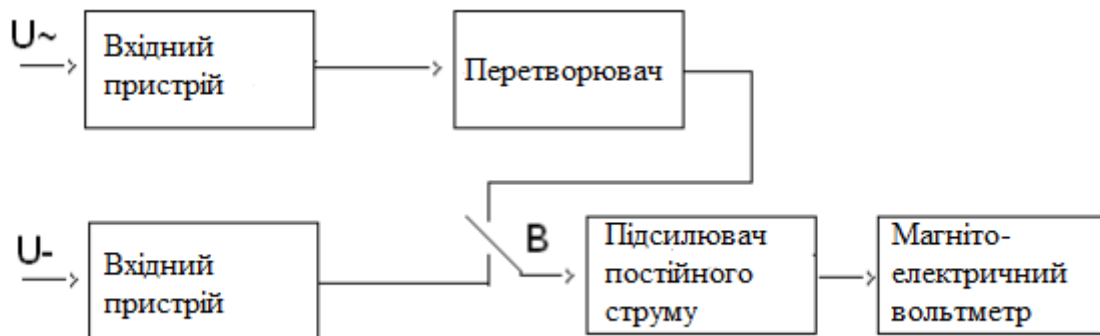 U~
Вхідний
пристрій
Перетворювач
U-
Вхідний
пристрій
В
Підсилювач
постійного
струму
Магніто-
електричний
вольтметр